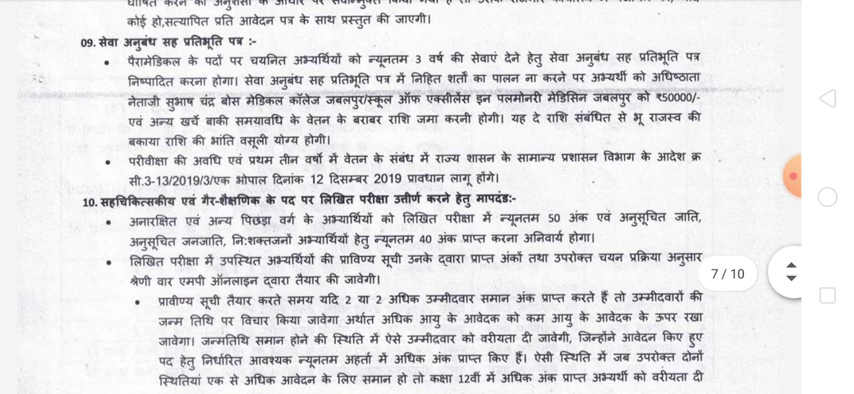 कोई हो,सत्यापित प्रति आवेदन पत्र के साथ प्रस्तुत की जाएगी।
09. सेवा अनुबंध सह प्रतिभूति पत्र :-
• पैरामेडिकल के पदों पर चयनित अभ्यर्थियों को न्यूनतम 3 वर्ष की सेवाएं देने हेतु सेवा अनुबंध सह प्रतिभूति पत्र
निष्पादित करना होगा। सेवा अनुबंध सह प्रतिभूति पत्र में निहित शर्तो का पालन ना करने पर अभ्यर्थी को अधिष्ठाता
नेताजी सुभाष चंद्र बोस मेडिकल कॉलेज जबलपुर/स्कूल ऑफ एक्सीलेंस इन पलमोनरी मेडिसिन जबलपुर को ₹50000/-
एवं अन्य खर्चे बाकी समयावधि के वेतन के बराबर राशि जमा करनी होगी। यह दे राशि संबंधित से भू राजस्व की
बकाया राशि की भांति वसूली योग्य होगी।
• परीवीक्षा की अवधि एवं प्रथम तीन वर्षों में वेतन के संबंध में राज्य शासन के सामान्य प्रशासन विभाग के आदेश क्र
सी.3-13/2019/3/एक भोपाल दिनांक 12 दिसम्बर 2019 प्रावधान लागू होंगे।
10. सहचिकित्सकीय एवं गैर-शैक्षणिक के पद पर लिखित परीक्षा उत्तीर्ण करने हेतु मापदंड:-
• अनारक्षित एवं अन्य पिछड़ा वर्ग के अभ्यार्थियों को लिखित परीक्षा में न्यूनतम 50 अंक एवं अनुसूचित जाति,
अनुसूचित जनजाति, नि:शक्तजनों अभ्यार्थियों हेतु न्यूनतम 40 अंक प्राप्त करना अनिवार्य होगा।
• लिखित परीक्षा में उपस्थित अभ्यर्थियों की प्राविण्य सूची उनके द्वारा प्राप्त अंकों तथा उपरोक्त चयन प्रक्रिया अनुसार
श्रेणी वार एमपी ऑनलाइन द्वारा तैयार की जावेगी।
7 / 10
• प्रावीण्य सूची तैयार करते समय यदि 2 या 2 अधिक उम्मीदवार समान अंक प्राप्त करते हैं तो उम्मीदवारों की
जन्म तिथि पर विचार किया जावेगा अर्थात अधिक आयु के आवेदक को कम आयु के आवेदक के ऊपर रखा
जावेगा। जन्मतिथि समान होने की स्थिति में ऐसे उम्मीदवार को वरीयता दी जावेगी, जिन्होंने आवेदन किए हुए
पद हेतु निर्धारित आवश्यक न्यूनतम अहर्ता में अधिक अंक प्राप्त किए हैं। ऐसी स्थिति में जब उपरोक्त दोनों
स्थितियां एक से अधिक आवेदन के लिए समान हो तो कक्षा 12वीं में अधिक अंक प्राप्त अभ्यर्थी को वरीयता दी